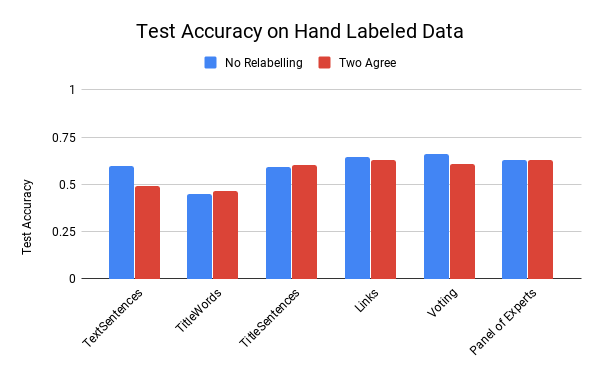 Test Accuracy on Hand Labeled Data
No Relabelling Two Agree
1
0.75
0.5
0.25
0
Test Accuracy
TextSentences
TitleWords
TitleSentences
Links
Voting
Panel of Experts